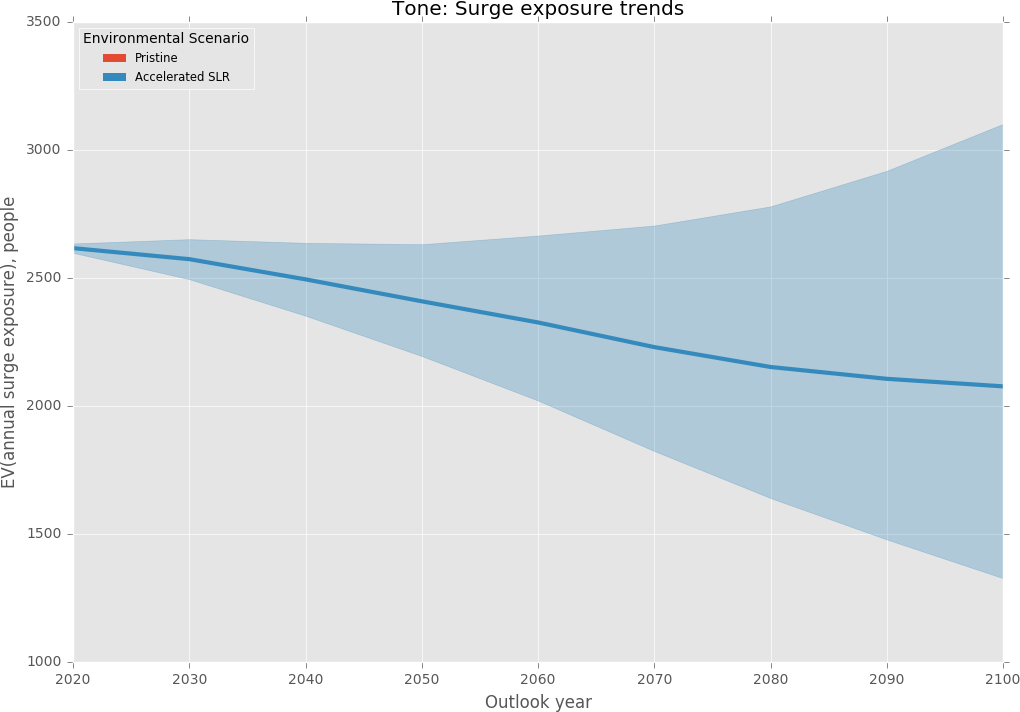 Tone: Surge exposure trends
3500
Environmental Scenario
Pristine
Accelerated SLR
3000
2500
2000
1500
1000
EV(annual surge exposure), people
2020 2030 2040 2050 2060 2070 2080 2090 2100
Outlook year